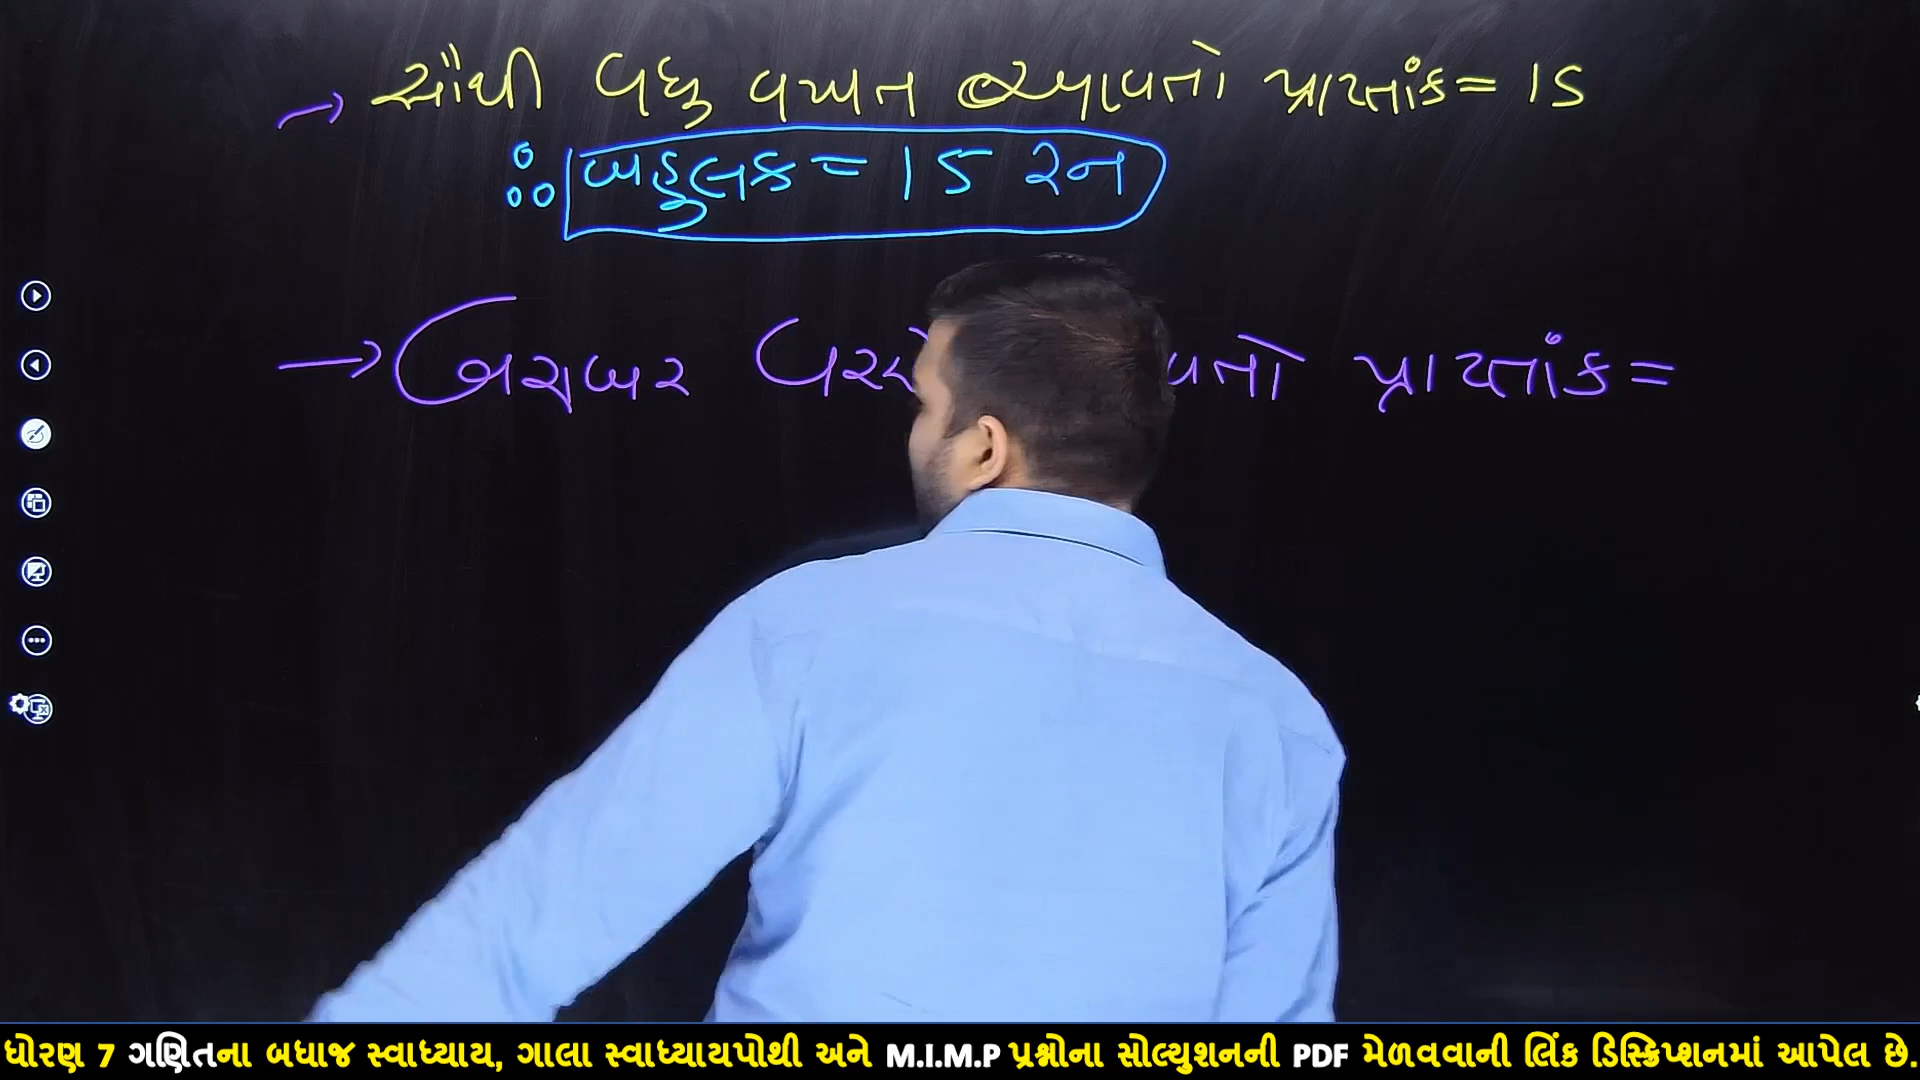 → સૌથી વધુ વખત આવતો પ્રાપ્તાંક = 15
∴ બહુલક = 15 રન
→ બરાબર વચ્ચે પ્રાપ્તાંક =
ધોરણ 7 ગણિતના બધાજ સ્વાધ્યાય, ગાલા સ્વાધ્યાયપોથી અને M.I.M.P પ્રશ્નોના સોલ્યુશનની PDF મેળવવાની લિંક ડિસ્ક્રિપ્શનમાં આપેલ છે.